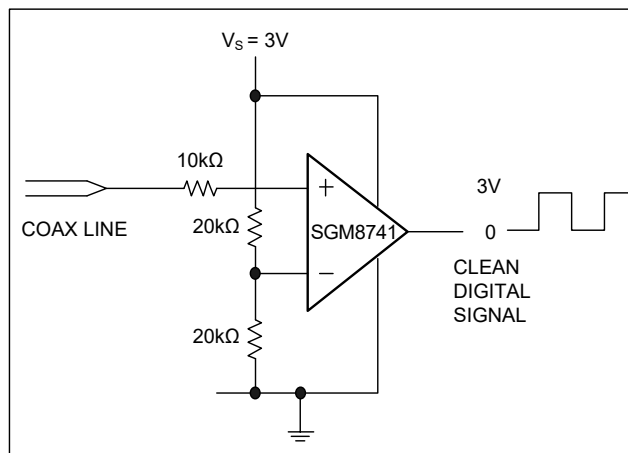 V_S = 3V
10kΩ
COAX LINE
20kΩ
20kΩ
+
−
SGM8741
3V
0
CLEAN
DIGITAL
SIGNAL